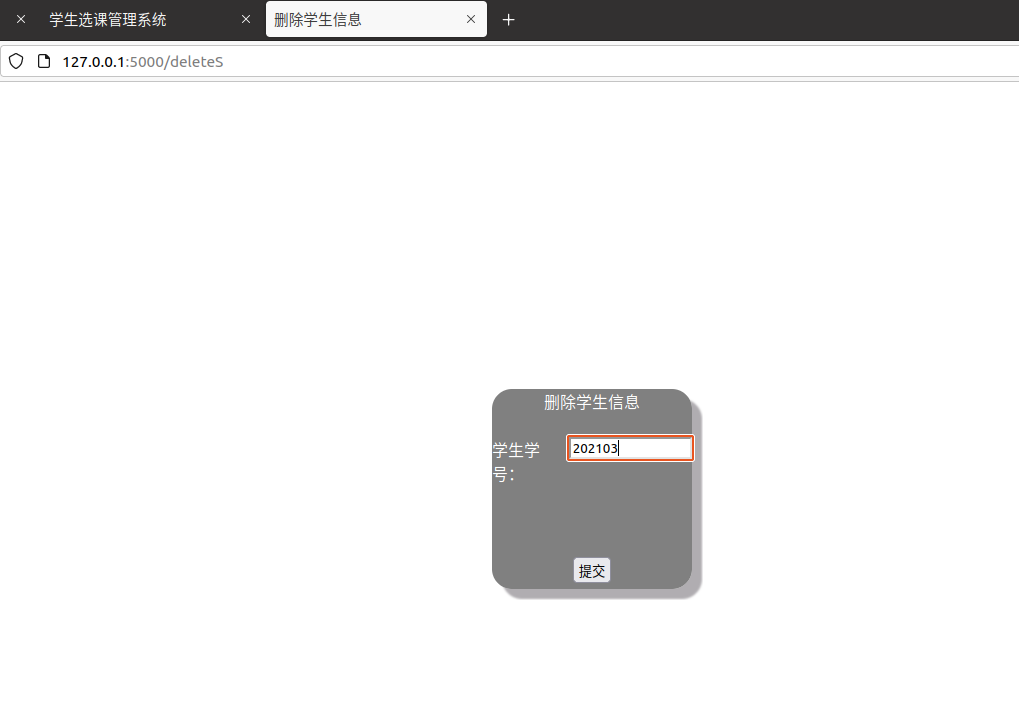 学生选课管理系统
删除学生信息
127.0.0.1:5000/deleteS
删除学生信息
学生学
号：
202103
提交